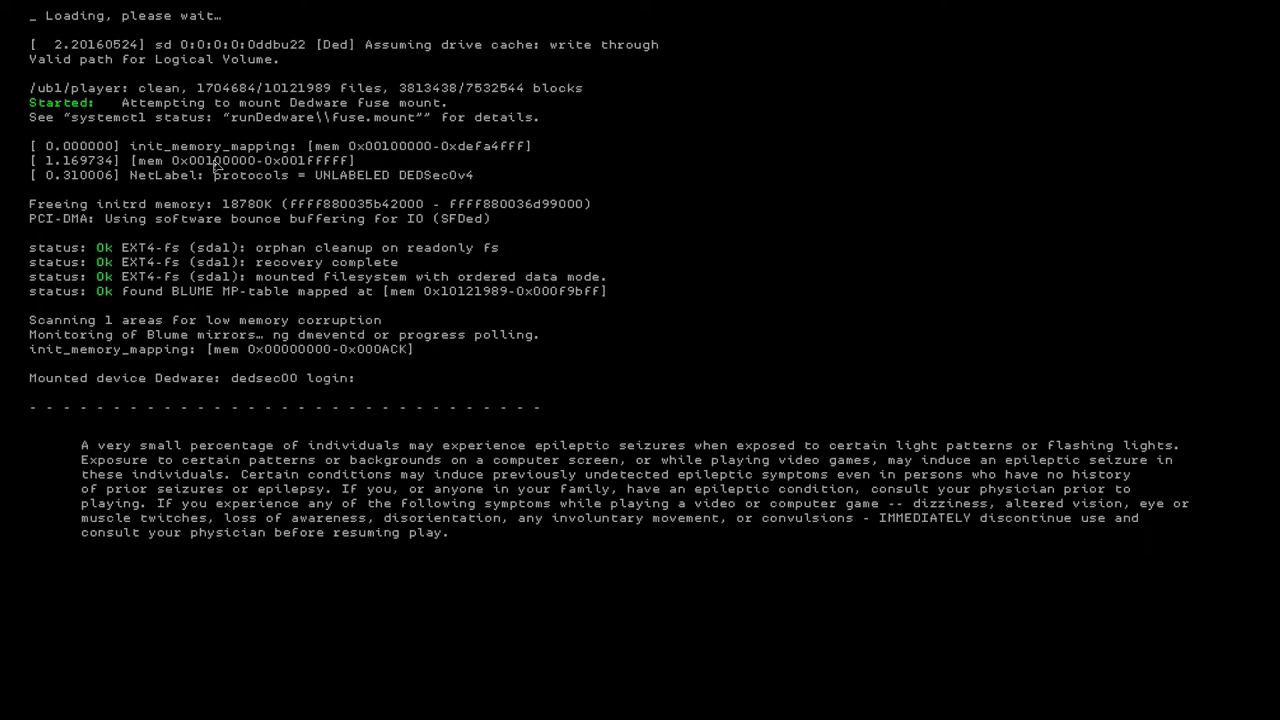 _ Loading, please wait…
[  2.20160524] sd 0:0:0:0:0ddbu22 [Ded] Assuming drive cache: write through
Valid path for Logical Volume.
/ubl/player: clean, 1704684/10121989 files, 3813438/7532544 blocks
Started:   Attempting to mount Dedware fuse mount.
See "systemctl status: "runDedware\\fuse.mount"" for details.
[ 0.000000] init_memory_mapping: [mem 0x00100000-0xdefa4fff]
[ 1.169734] [mem 0x00100000-0x001fffff]
[ 0.310006] NetLabel: protocols = UNLABELED DEDSec0v4
Freeing initrd memory: 18780K (ffff880035b42000 - ffff880036d99000)
PCI-DMA: Using software bounce buffering for IO (SFDed)
status: Ok EXT4-fs (sda1): orphan cleanup on readonly fs
status: Ok EXT4-fs (sda1): recovery complete
status: Ok EXT4-fs (sda1): mounted filesystem with ordered data mode.
status: Ok found BLUME MP-table mapped at [mem 0x10121989-0x000f9bff]
Scanning 1 areas for low memory corruption
Monitoring of Blume mirrors… ng dmeventd or progress polling.
init_memory_mapping: [mem 0x00000000-0x000ACK]
Mounted device Dedware: dedsec00 login:
- - - - - - - - - - - - - - - - - - - - - - - - - - - - - - -
A very small percentage of individuals may experience epileptic seizures when exposed to certain light patterns or flashing lights.
Exposure to certain patterns or backgrounds on a computer screen, or while playing video games, may induce an epileptic seizure in
these individuals. Certain conditions may induce previously undetected epileptic symptoms even in persons who have no history
of prior seizures or epilepsy. If you, or anyone in your family, have an epileptic condition, consult your physician prior to
playing. If you experience any of the following symptoms while playing a video or computer game -- dizziness, altered vision, eye or
muscle twitches, loss of awareness, disorientation, any involuntary movement, or convulsions - IMMEDIATELY discontinue use and
consult your physician before resuming play.